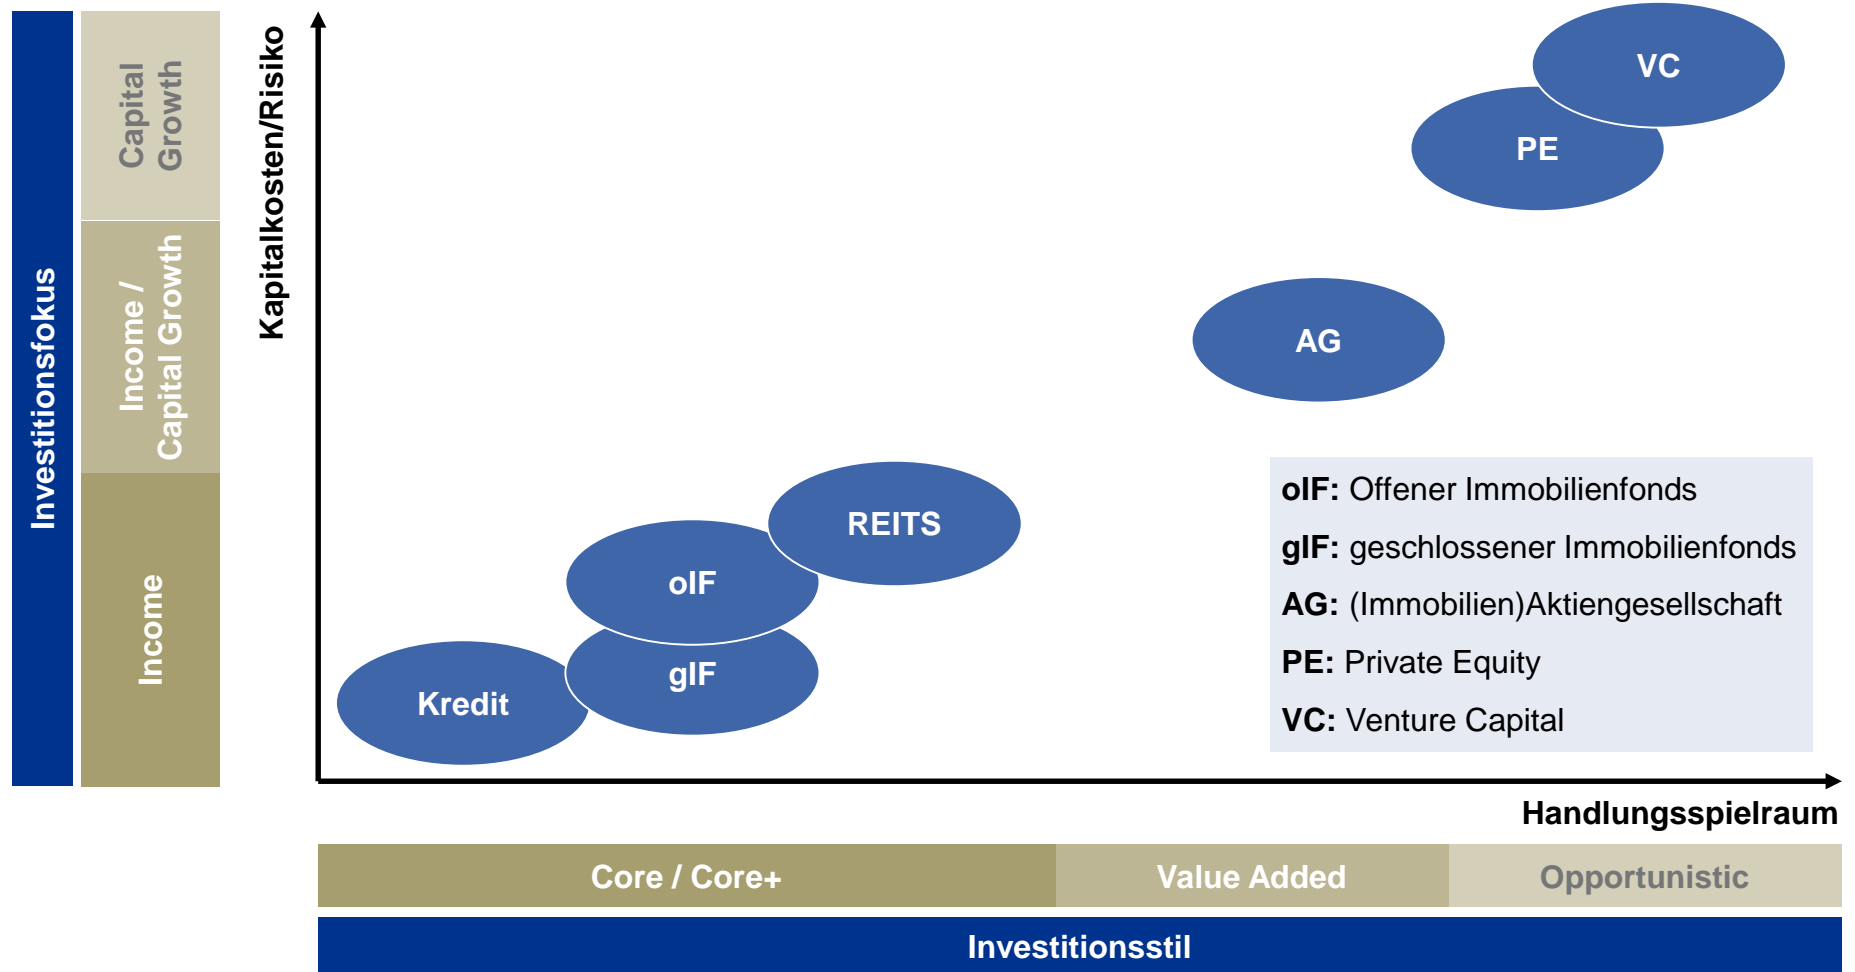 Investitionsfokus
Capital
Growth
Income /
Capital Growth
Income
Kapitalkosten/Risiko
VC
PE
AG
REITS
oIF
gIF
Kredit
oIF: Offener Immobilienfonds
gIF: geschlossener Immobilienfonds
AG: (Immobilien)Aktiengesellschaft
PE: Private Equity
VC: Venture Capital
Handlungsspielraum
Core / Core+
Value Added
Opportunistic
Investitionsstil